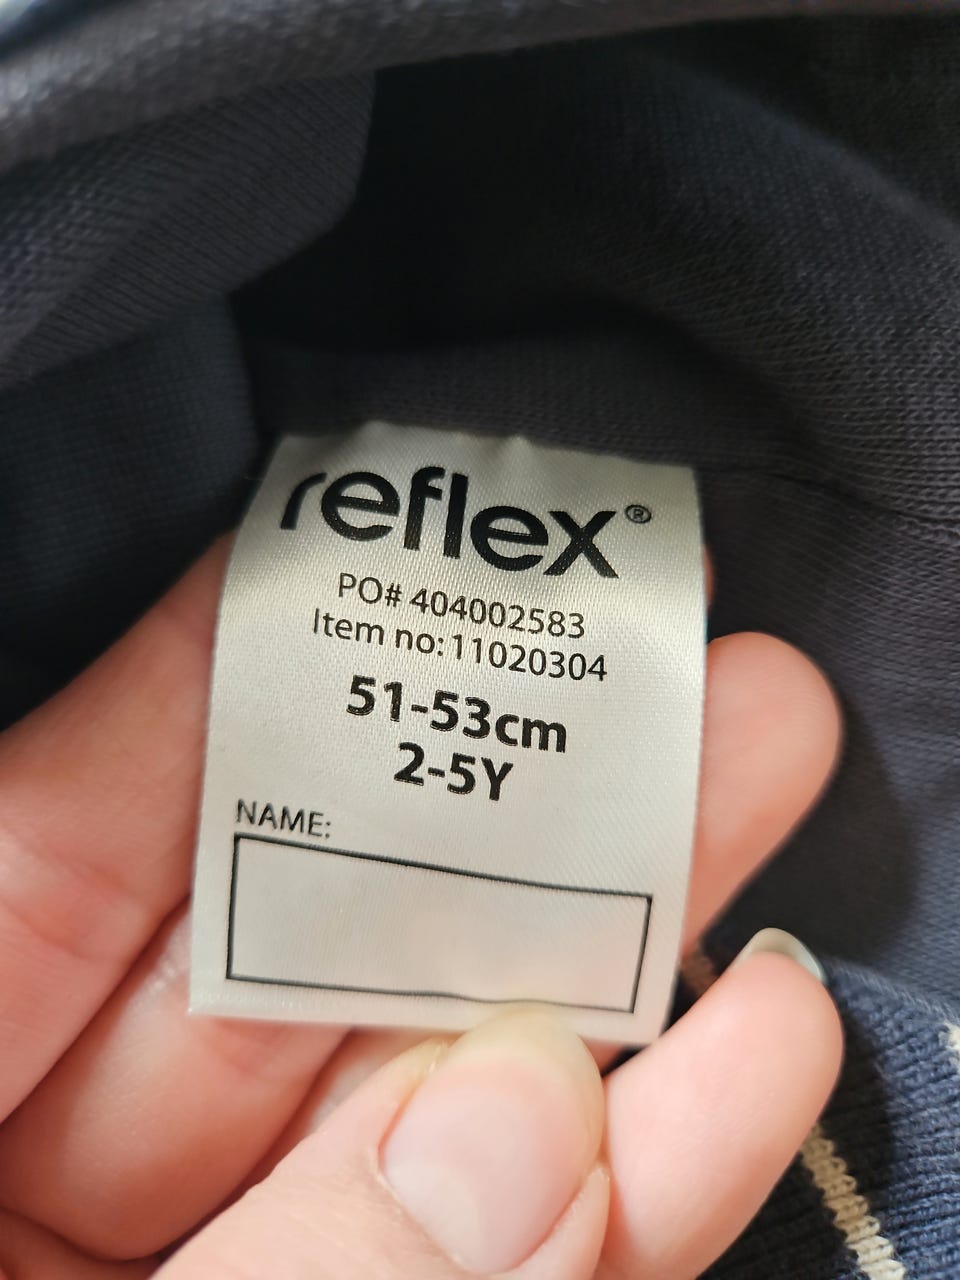 reflex®
PO# 404002583
Item no: 11020304
51-53cm
2-5Y
NAME: